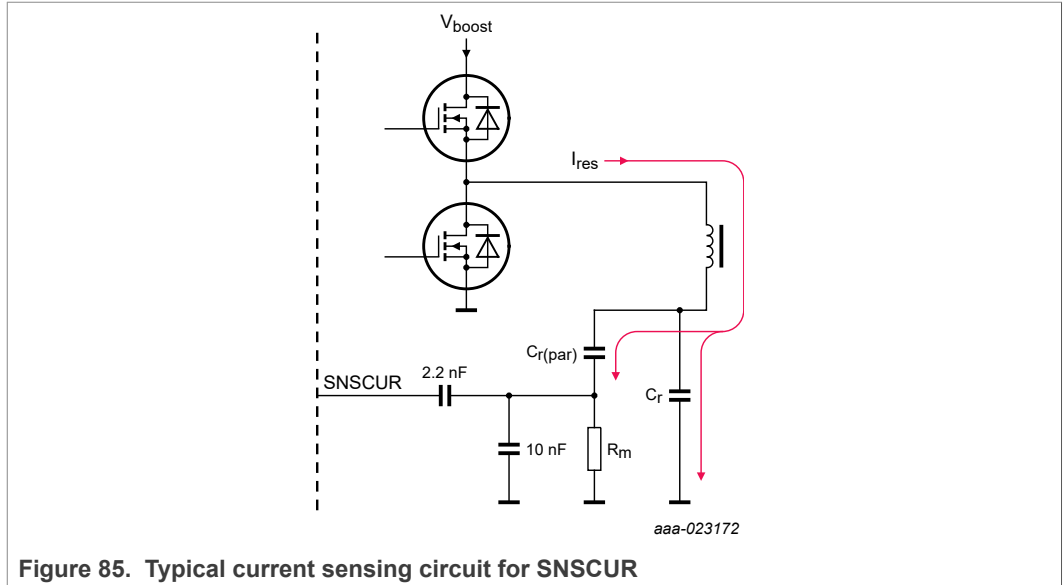 Vboost
Ires
Cr(par)
2.2 nF
SNSCUR
Cr
10 nF
Rm
aaa-023172
Figure 85. Typical current sensing circuit for SNSCUR